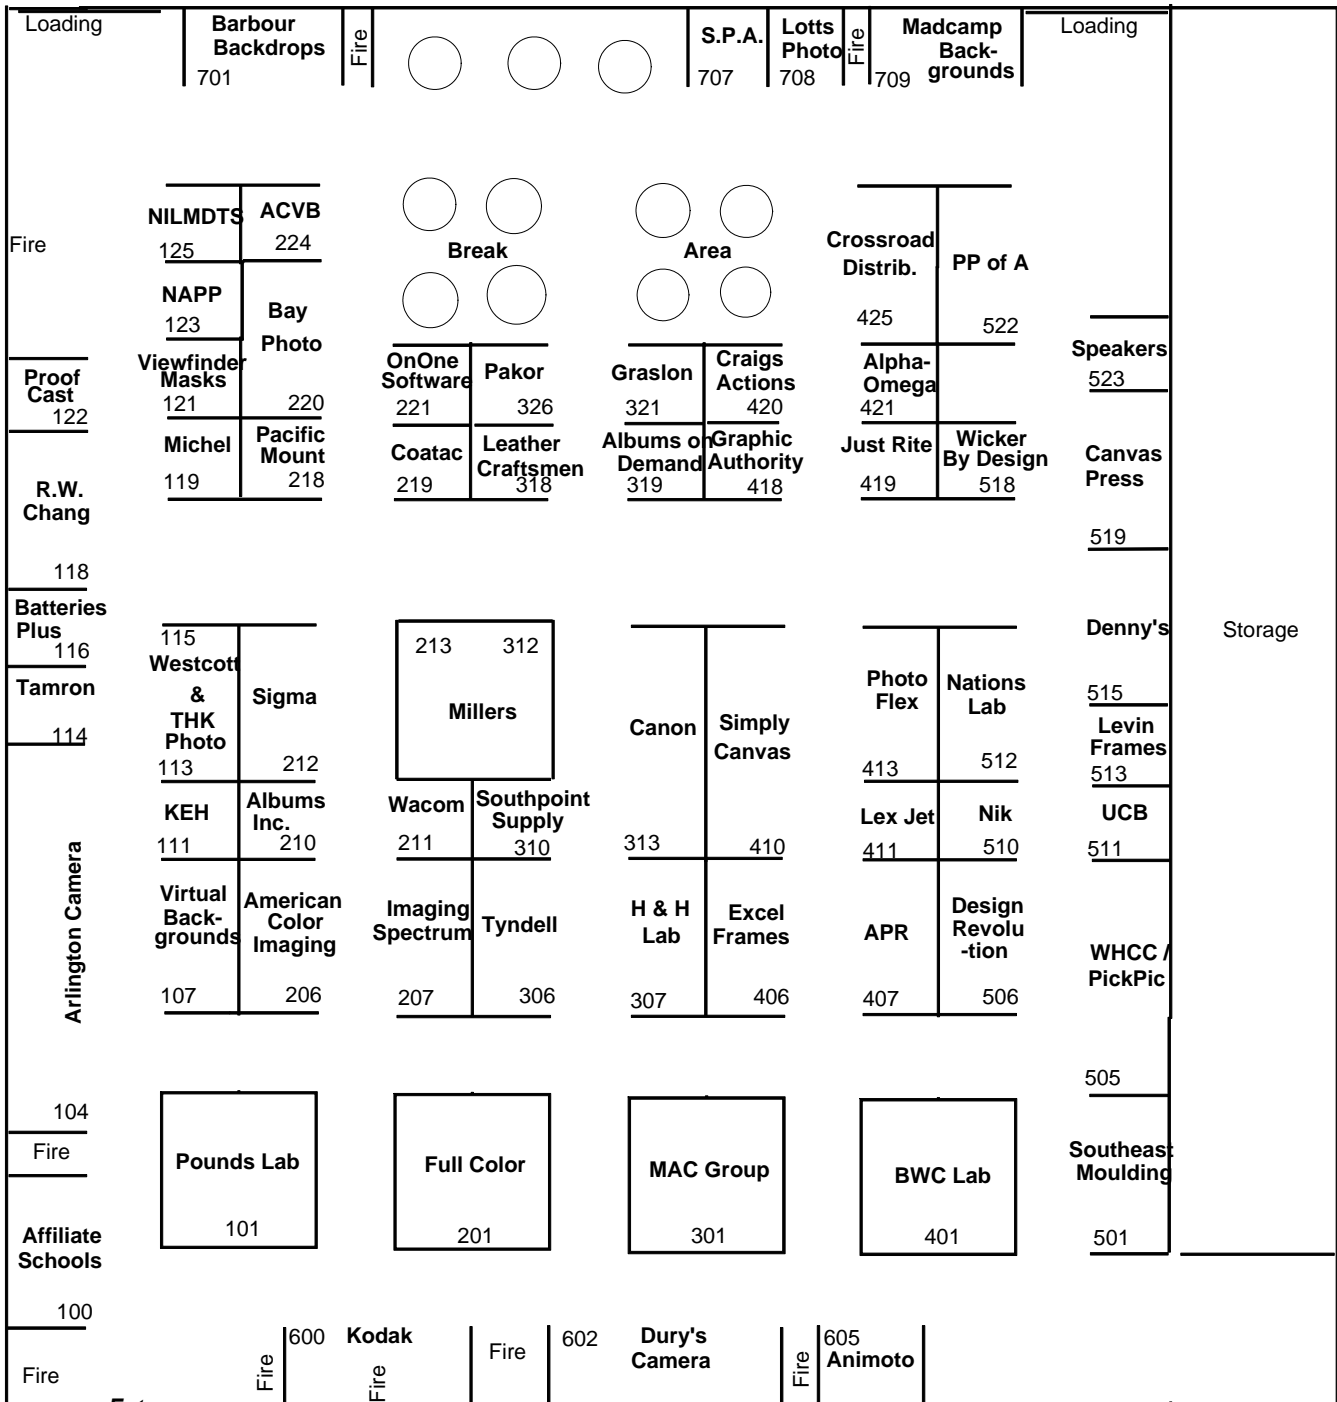 Loading
Barbour
Backdrops
701
Fire
S.P.A.
707
Lotts
Photo
708
Fire
Madcamp
Back-
grounds
709
Loading
Fire
NILMDTS
125
ACVB
224
NAPP
123
Bay
Photo
220
Viewfinder
Masks
121
Michel
119
Pacific
Mount
218
Break
Area
OnOne
Software
221
Pakor
326
Coatac
219
Leather
Craftsmen
318
Graslon
321
Craigs
Actions
420
Albums on
Demand
319
Graphic
Authority
418
Crossroad
Distrib.
425
PP of A
522
Alpha-
Omega
421
Just Rite
419
Wicker
By Design
518
Speakers
523
Canvas
Press
519
Proof
Cast
122
R.W.
Chang
118
Batteries
Plus
116
Tamron
114
115
Westcott
&
THK
Photo
113
Sigma
212
KEH
111
Albums
Inc.
210
Virtual
Back-
grounds
107
American
Color
Imaging
206
213
312
Millers
Wacom
211
Southpoint
Supply
310
Imaging
Spectrum
207
Tyndell
306
Canon
313
Simply
Canvas
410
H & H
Lab
307
Excel
Frames
406
Photo
Flex
413
Nations
Lab
512
Lex Jet
411
Nik
510
APR
407
Design
Revolu
-tion
506
Denny's
515
Levin
Frames
513
UCB
511
WHCC /
PickPic
505
Storage
Arlington Camera
104
Fire
Affiliate
Schools
100
Fire
Pounds Lab
101
Full Color
201
MAC Group
301
BWC Lab
401
Southeast
Moulding
501
Fire
600
Kodak
Fire
Fire
602
Dury's
Camera
Fire
605
Animoto